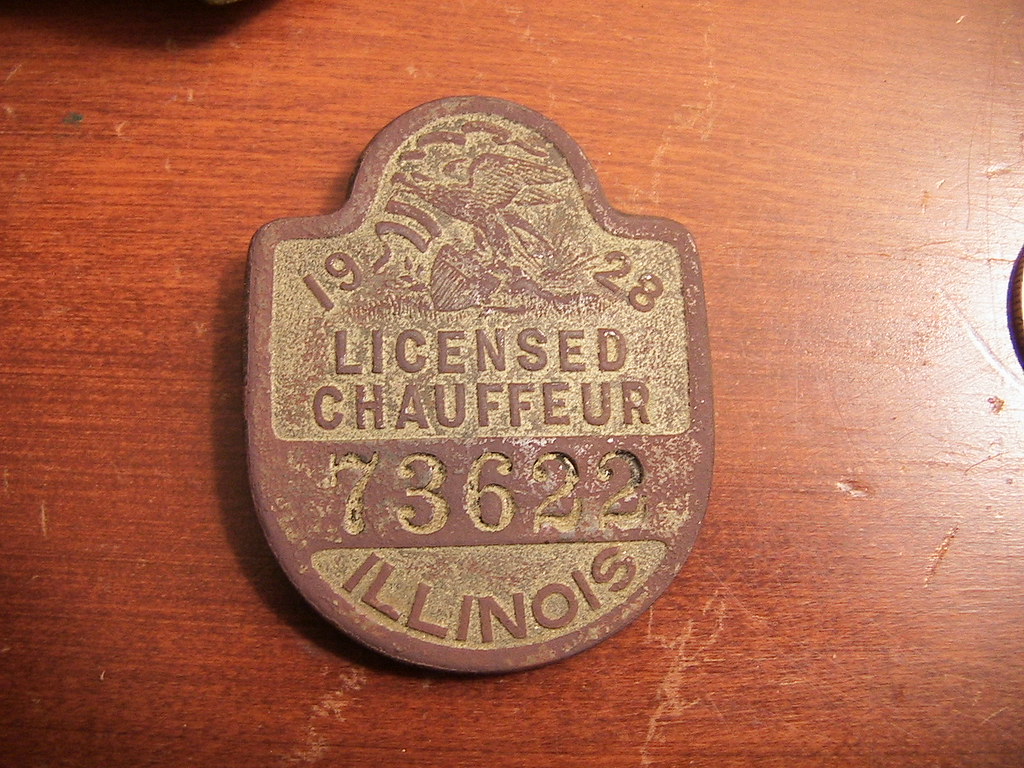 19 28
LICENSED
CHAUFFEUR
73622
ILLINOIS